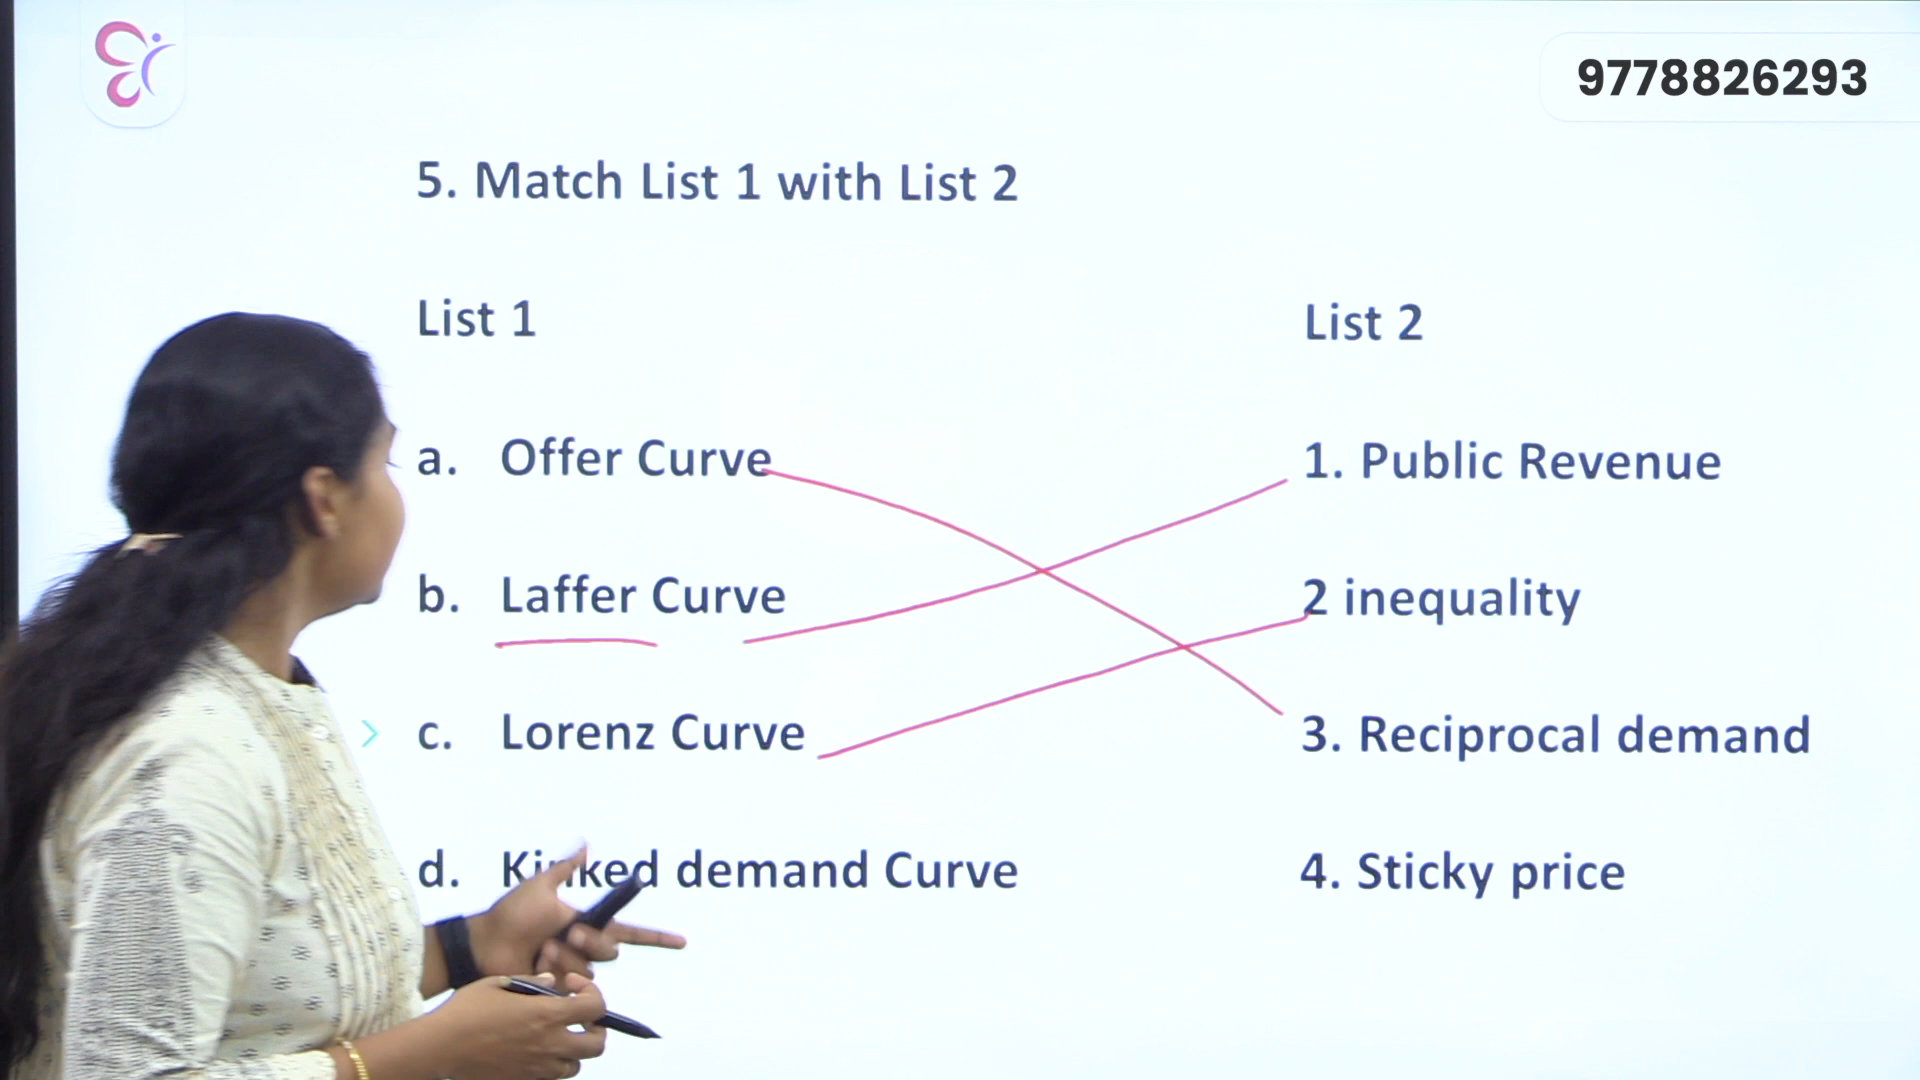 9778826293
5. Match List 1 with List 2
List 1 List 2
a. Offer Curve 1. Public Revenue
b. Laffer Curve 2 inequality
c. Lorenz Curve 3. Reciprocal demand
d. Kinked demand Curve 4. Sticky price